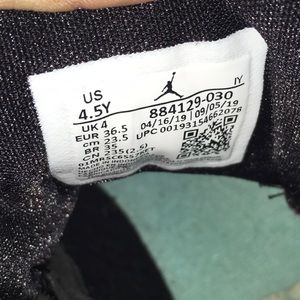 US
4.5Y
IY
UK 4
EUR 36.5
cm 23.5
BR 35
CN 235(2.5)
884129-030
04/16/19 09/05/19
UPC 00193154662078